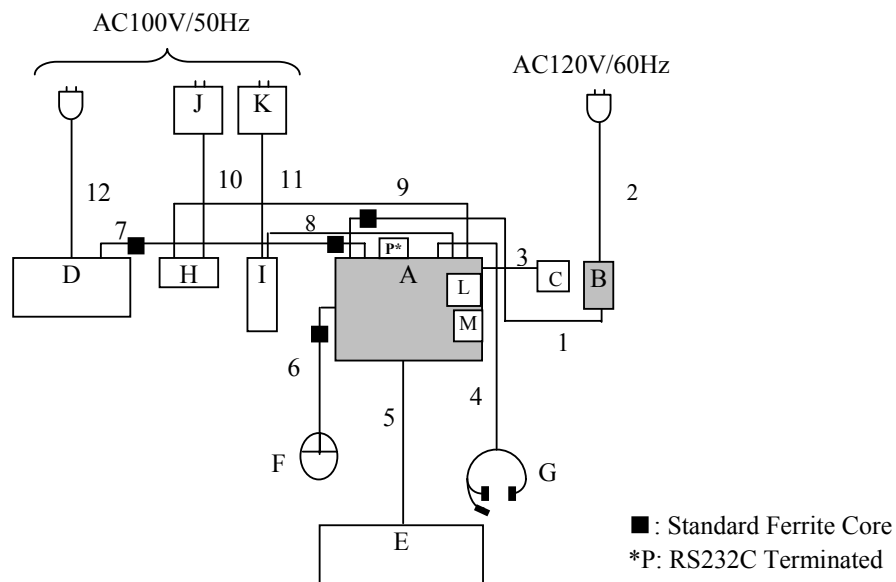 AC100V/50Hz
AC120V/60Hz
J K
10 11 9 2
12
7 8 3
P*
D H I A C B
L
M
1
6 5 4
F G
E
■ : Standard Ferrite Core
*P: RS232C Terminated